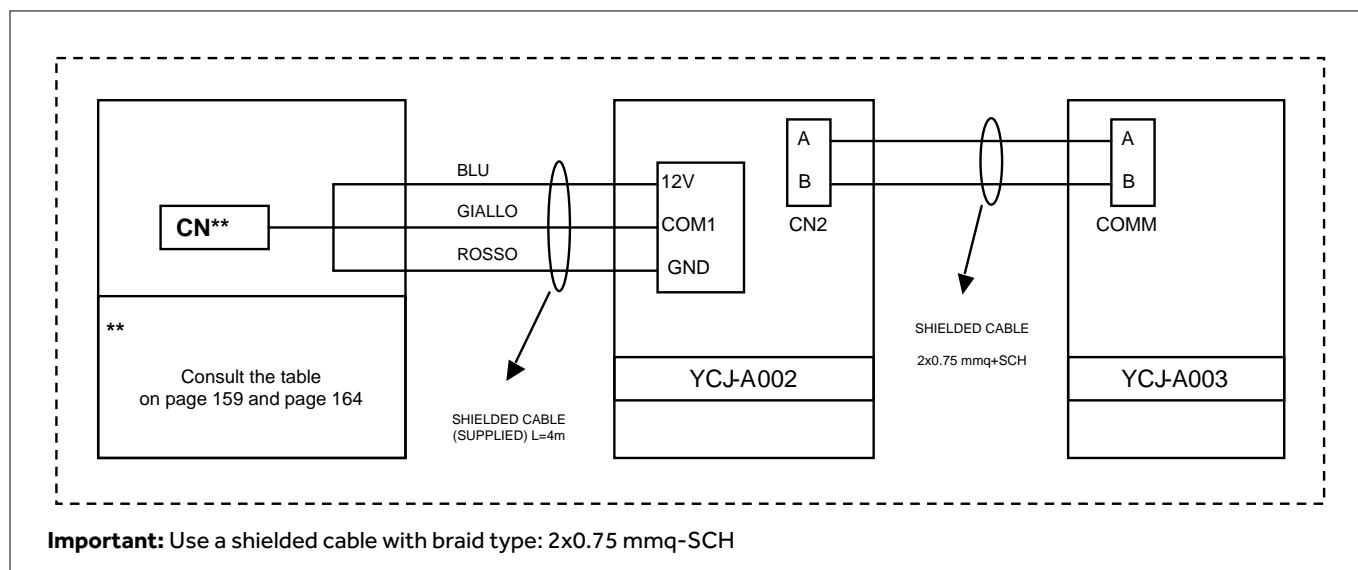 BLU
GIALLO
ROSSO
CN**
**
Consult the table
on page 159 and page 164
SHIELDED CABLE
(SUPPLIED) L=4m
12V
COM1
GND
A
B
CN2
YCJ-A002
SHIELDED CABLE
2x0.75 mmq+SCH
A
B
COMM
YCJ-A003
Important: Use a shielded cable with braid type: 2x0.75 mmq-SCH